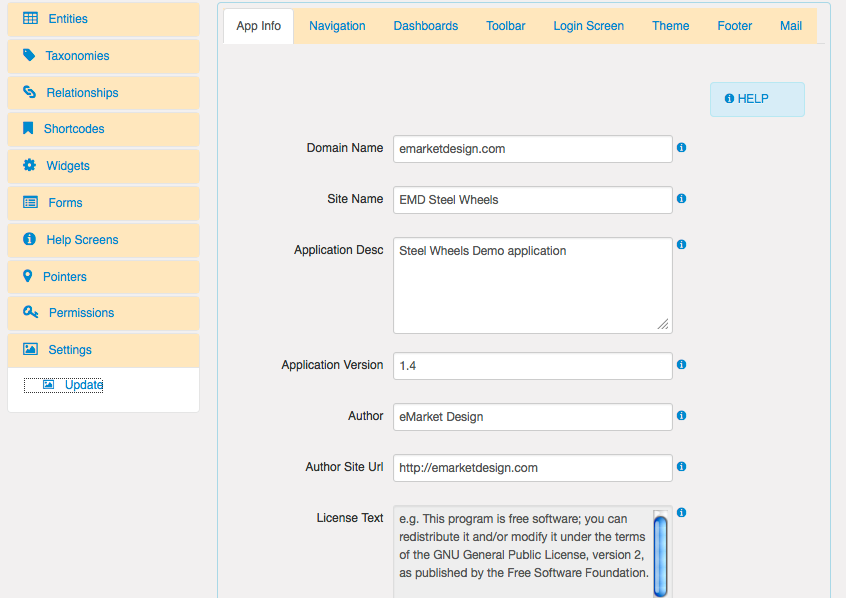 Entities
Taxonomies
Relationships
Shortcodes
Widgets
Forms
Help Screens
Pointers
Permissions
Settings
Update
App Info Navigation Dashboards Toolbar Login Screen Theme Footer Mail
HELP
Domain Name emarketdesign.com
Site Name EMD Steel Wheels
Application Desc Steel Wheels Demo application
Application Version 1.4
Author eMarket Design
Author Site Url http://emarketdesign.com
License Text e.g. This program is free software; you can
redistribute it and/or modify it under the terms
of the GNU General Public License, version 2,
as published by the Free Software Foundation.